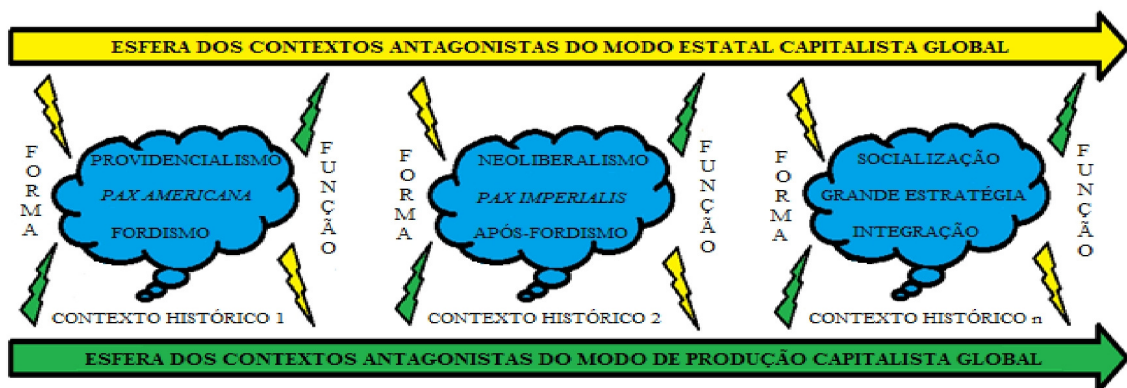 ESFERA DOS CONTEXTOS ANTAGONISTAS DO MODO ESTATAL CAPITALISTA GLOBAL
FORMA
PROVIDENCIALISMO
PAX AMERICANA
FORDISMO
FUNÇÃO
CONTEXTO HISTÓRICO 1
FORMA
NEOLIBERALISMO
PAX IMPERIALIS
APÓS-FORDISMO
FUNÇÃO
CONTEXTO HISTÓRICO 2
FORMA
SOCIALIZAÇÃO
GRANDE ESTRATÉGIA
INTEGRAÇÃO
FUNÇÃO
CONTEXTO HISTÓRICO n
ESFERA DOS CONTEXTOS ANTAGONISTAS DO MODO DE PRODUÇÃO CAPITALISTA GLOBAL